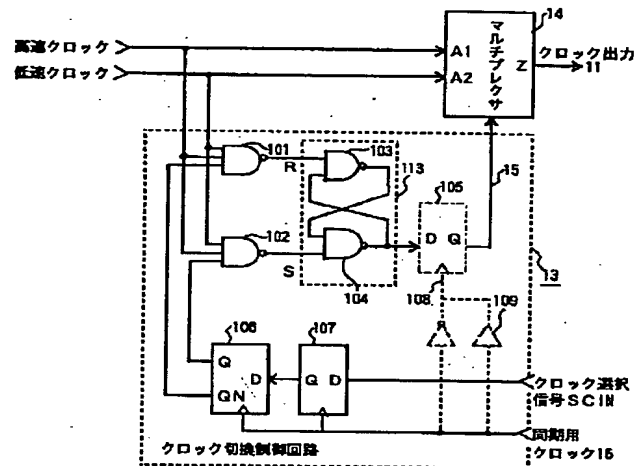 高速クロック
低速クロック
14
A1
A2
マルチプレクサ
Z
クロック出力
11
101
R
103
113
15
105
D Q
102
S
104
108
109
13
106
Q
QN
D
107
Q D
クロック選択
信号SCIN
同期用
クロック16
クロック切換制御回路